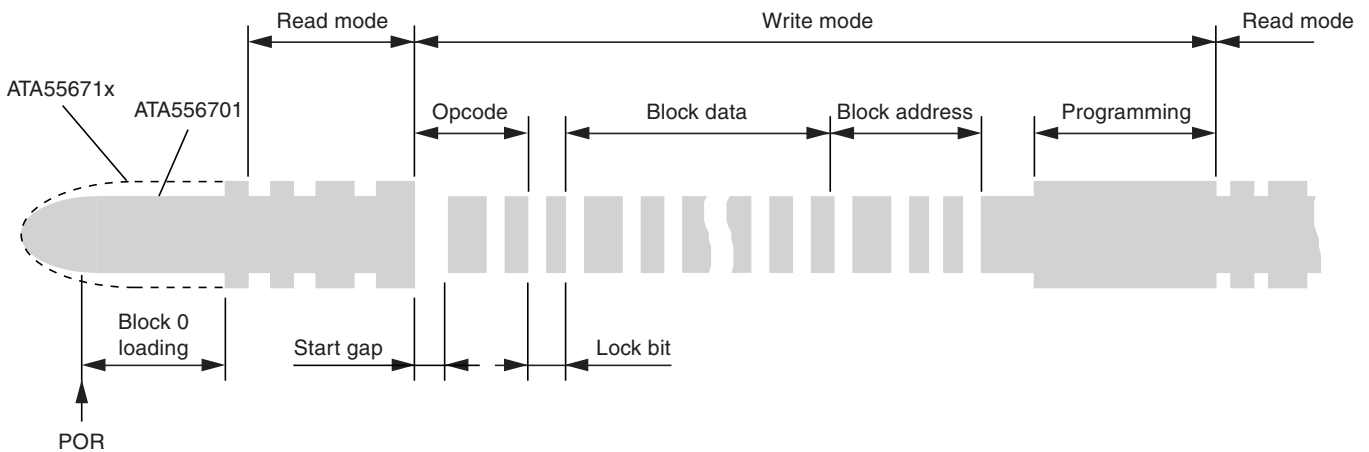 Read mode
Write mode
Read mode
ATA55671x
ATA556701
Opcode
Block data
Block address
Programming
Block 0
loading
Start gap
Lock bit
POR